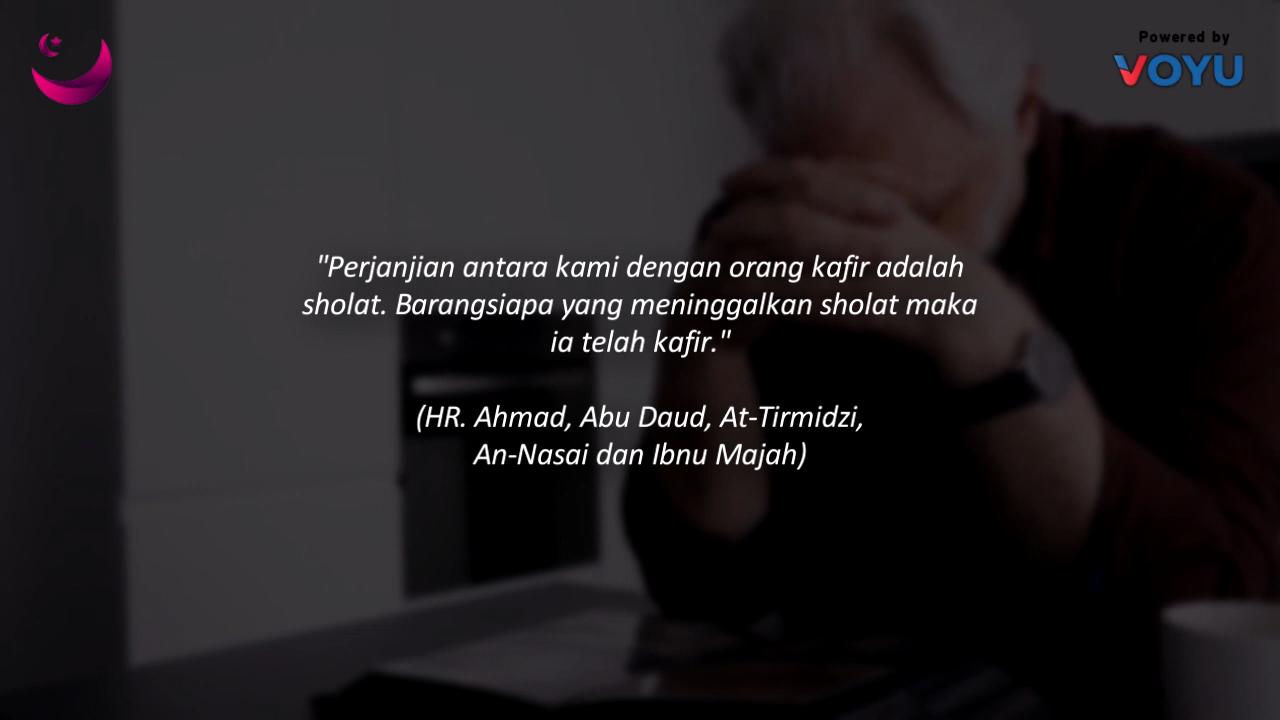 Powered by
VOYU
"Perjanjian antara kami dengan orang kafir adalah
sholat. Barangsiapa yang meninggalkan sholat maka
ia telah kafir."
(HR. Ahmad, Abu Daud, At-Tirmidzi,
An-Nasai dan Ibnu Majah)